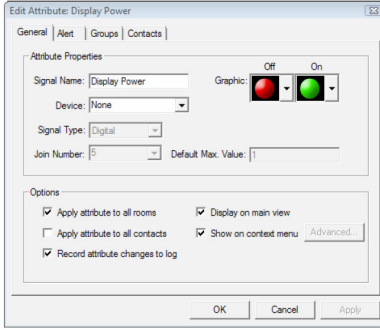 Edit Attribute: Display Power
General Alert Groups Contacts
Attribute Properties
Off On
Signal Name: Display Power Graphic:
Device: None
Signal Type: Digital
Join Number: 5 Default Max. Value: 1
Options
Apply attribute to all rooms Display on main view
Apply attribute to all contacts Show on context menu Advanced...
Record attribute changes to log
OK Cancel Apply